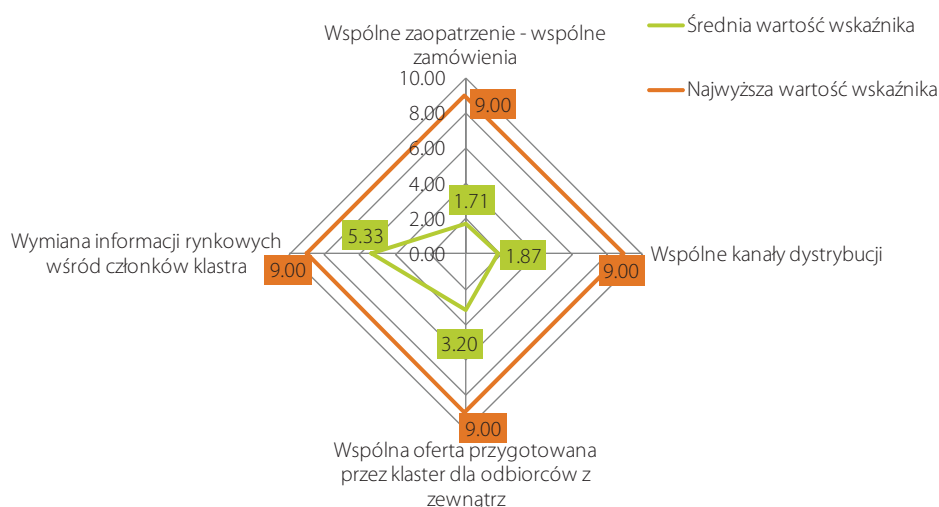 Wspólne zaopatrzenie - wspólne
zamówienia
Średnia wartość wskaźnika
Najwyższa wartość wskaźnika
10.00
8.00
6.00
4.00
2.00
0.00
9.00
1.71
5.33
1.87
3.20
9.00
9.00
9.00
Wymiana informacji rynkowych
wśród członków klastra
Wspólne kanały dystrybucji
Wspólna oferta przygotowana
przez klaster dla odbiorców z
zewnątrz